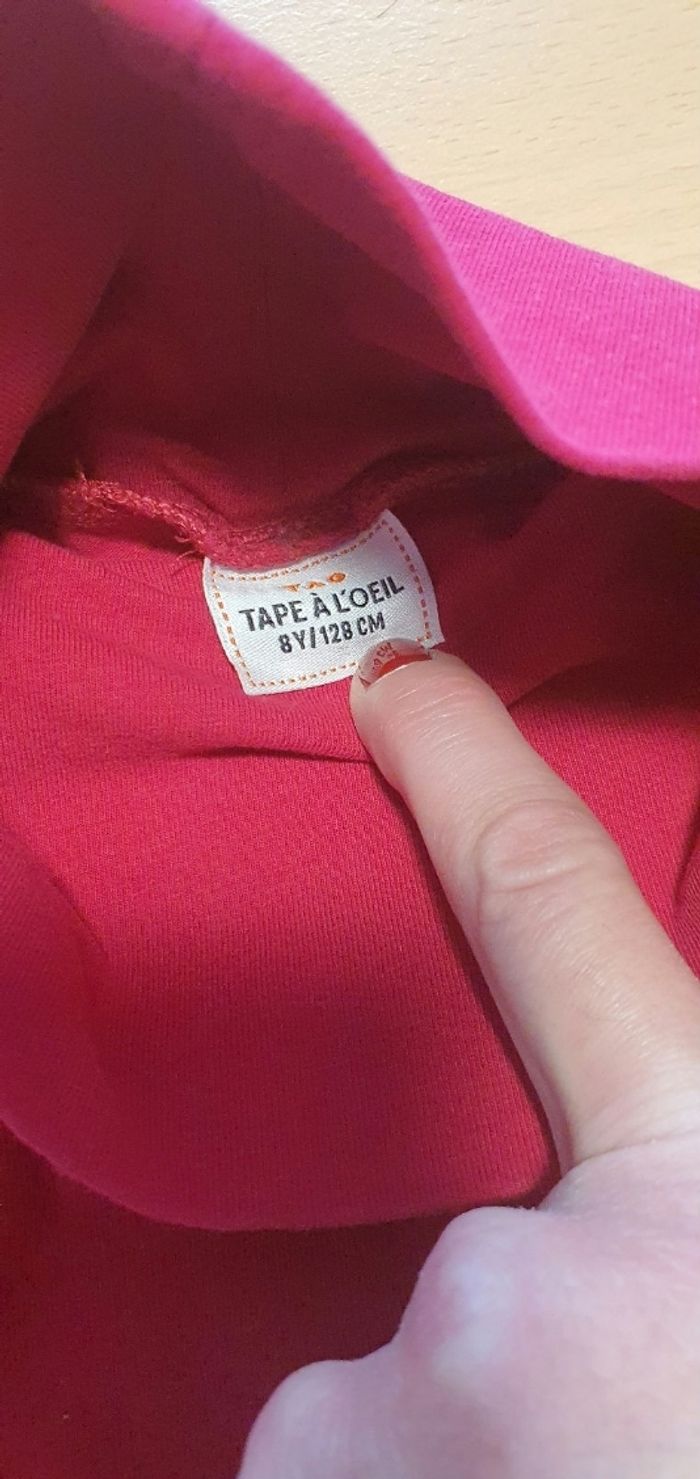 TAO
TAPE À L'OEIL
8Y/128 CM